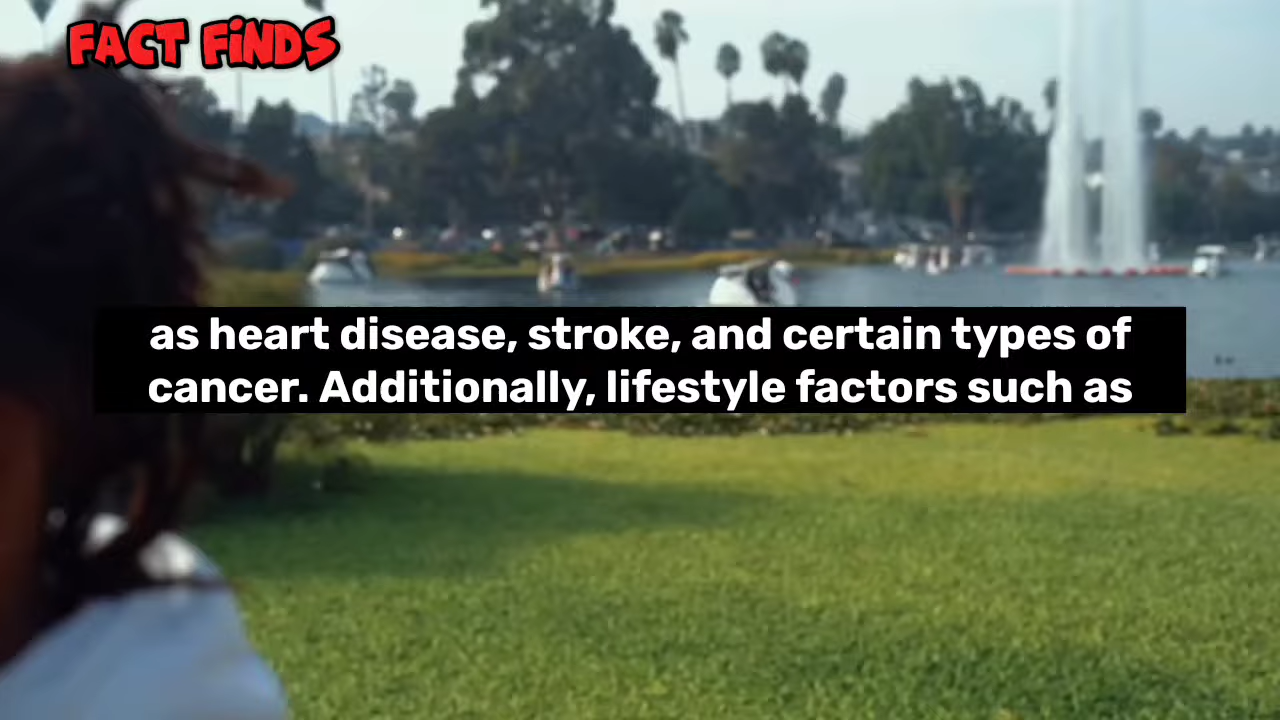 FACT FiNDS
as heart disease, stroke, and certain types of
cancer. Additionally, lifestyle factors such as